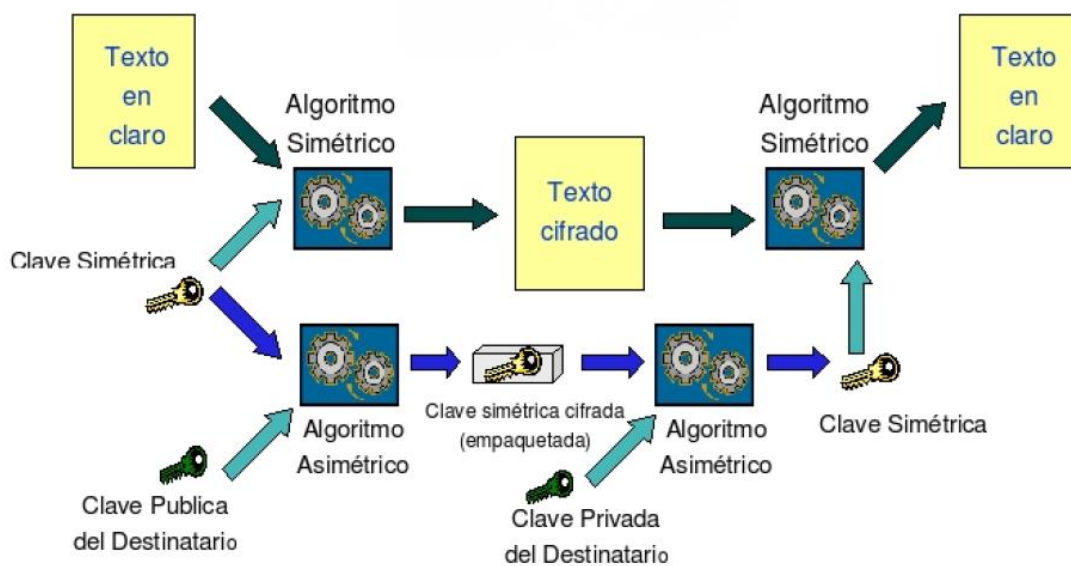 Texto
en
claro
Algoritmo
Simétrico
Texto
cifrado
Algoritmo
Simétrico
Texto
en
claro
Clave Simétrica
Clave simétrica cifrada
(empaquetada)
Algoritmo
Asimétrico
Algoritmo
Asimétrico
Clave Simétrica
Clave Publica
del Destinatario
Clave Privada
del Destinatario